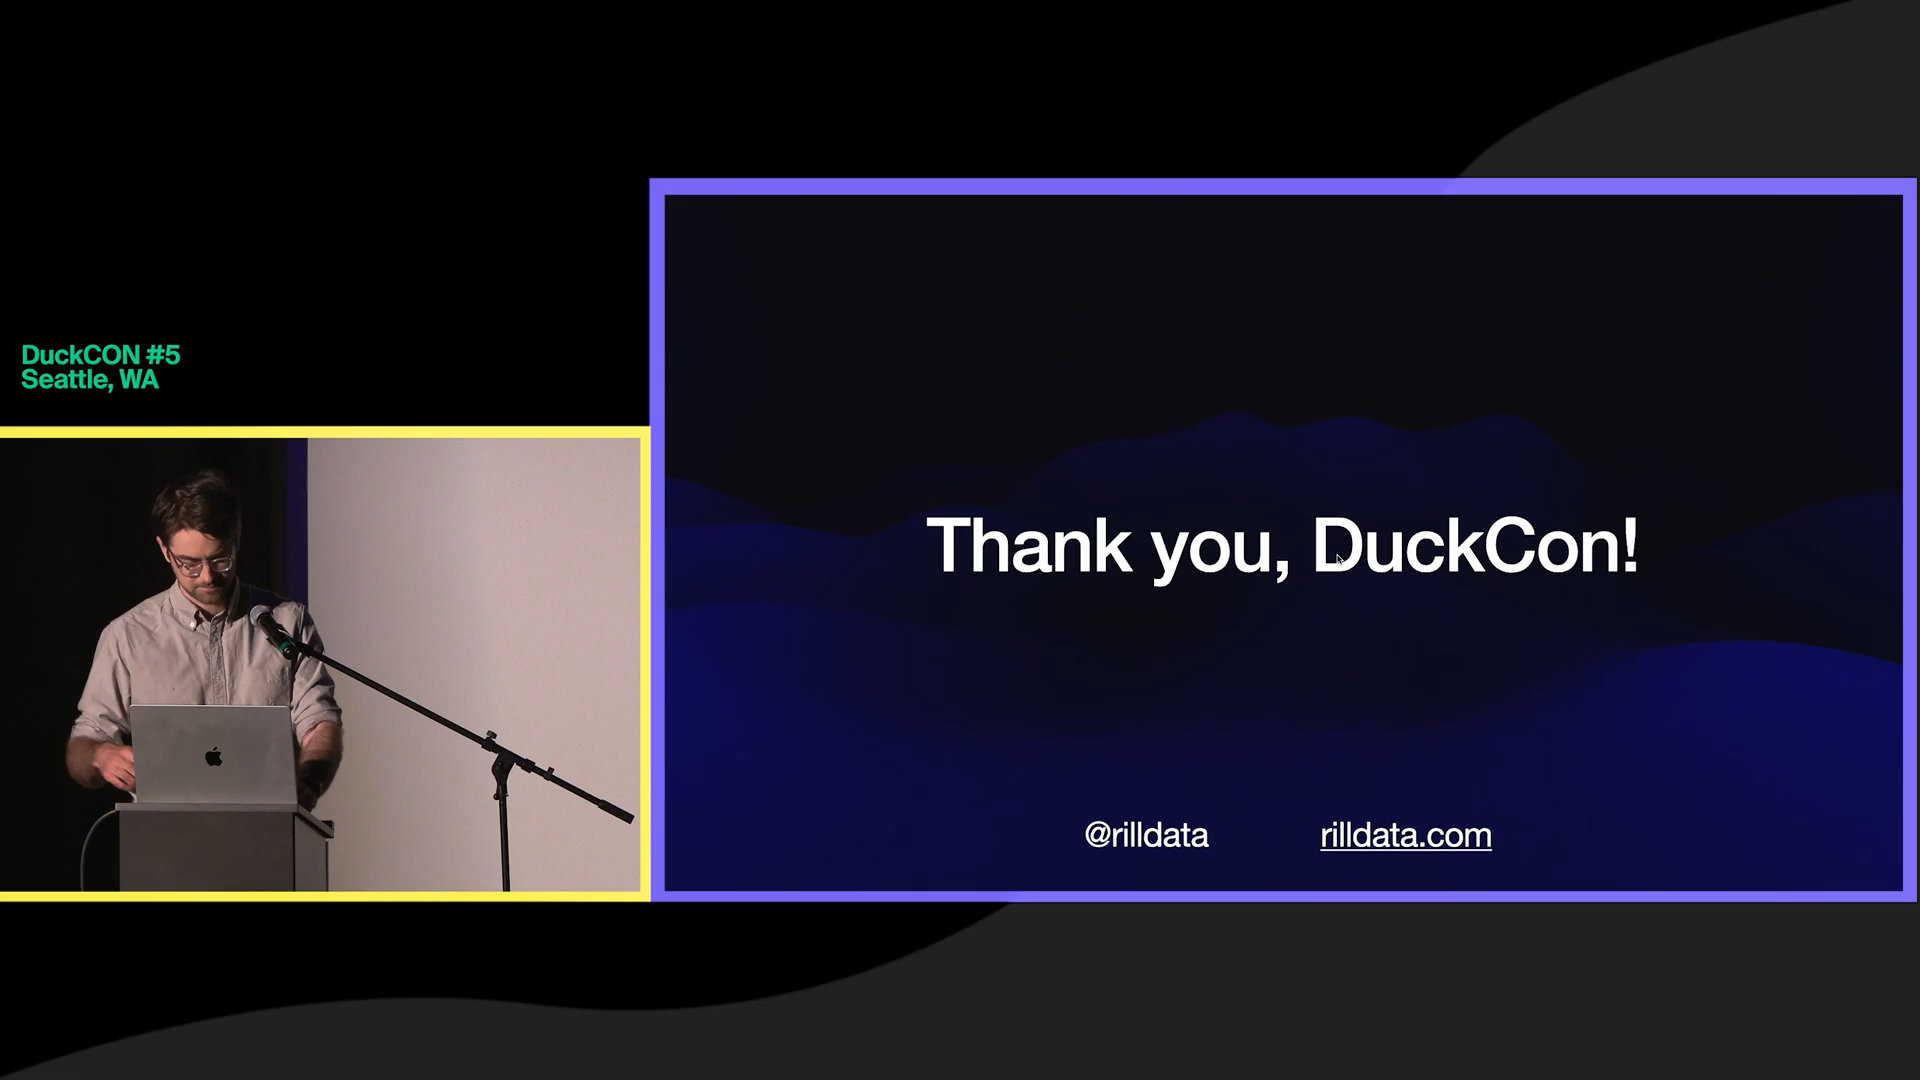 DuckCON #5
Seattle, WA
Thank you, DuckCon!
@rilldata
rilldata.com